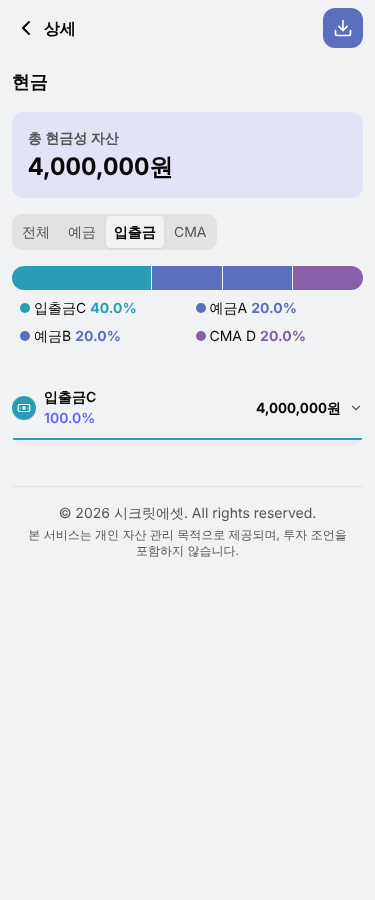 상세
현금
총 현금성 자산
4,000,000원
전체 예금 입출금 CMA
입출금C 40.0% 예금A 20.0%
예금B 20.0% CMA D 20.0%
입출금C
100.0%
4,000,000원
© 2026 시크릿에셋. All rights reserved.
본 서비스는 개인 자산 관리 목적으로 제공되며, 투자 조언을
포함하지 않습니다.